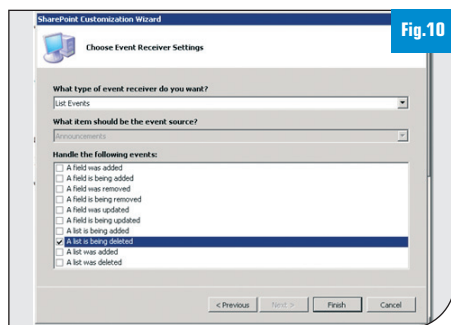 SharePoint Customization Wizard
Fig.10
Choose Event Receiver Settings
What type of event receiver do you want?
List Events
What item should be the event source?
Announcements
Handle the following events:
A field was added
A field is being added
A field was removed
A field is being removed
A field was updated
A field is being updated
A list is being added
A list is being deleted
A list was added
A list was deleted
< Previous
Next >
Finish
Cancel